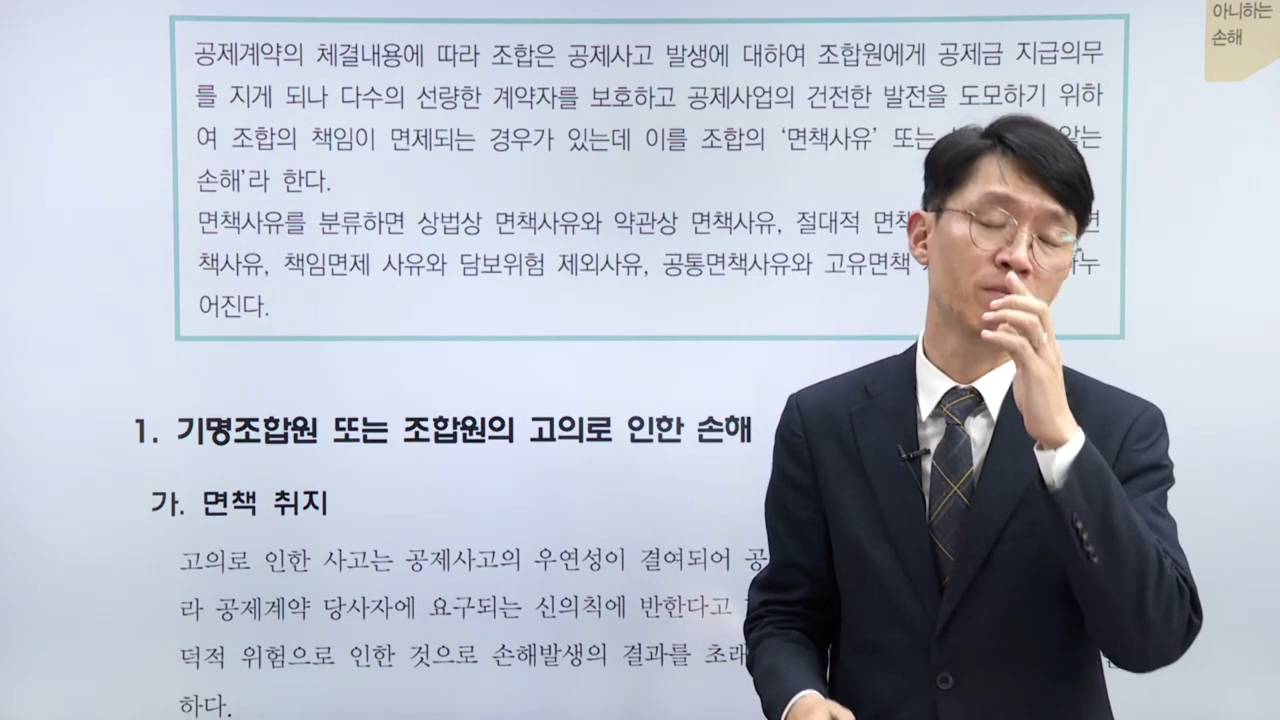 아니하는
손해
공제계약의 체결내용에 따라 조합은 공제사고 발생에 대하여 조합원에게 공제금 지급의무
를 지게 되나 다수의 선량한 계약자를 보호하고 공제사업의 건전한 발전을 도모하기 위하
여 조합의 책임이 면제되는 경우가 있는데 이를 조합의 ‘면책사유’ 또는 않는
손해’라 한다.
면책사유를 분류하면 상법상 면책사유와 약관상 면책사유, 절대적
책사유, 책임면제 사유와 담보위험 제외사유, 공통면책사유와 고유면책
어진다.
1. 기명조합원 또는 조합원의 고의로 인한 손해
가. 면책 취지
고의로 인한 사고는 공제사고의 우연성이 결여되어
라 공제계약 당사자에 요구되는 신의칙에 반한다고
덕적 위험으로 인한 것으로 손해발생의 결과를
하다.